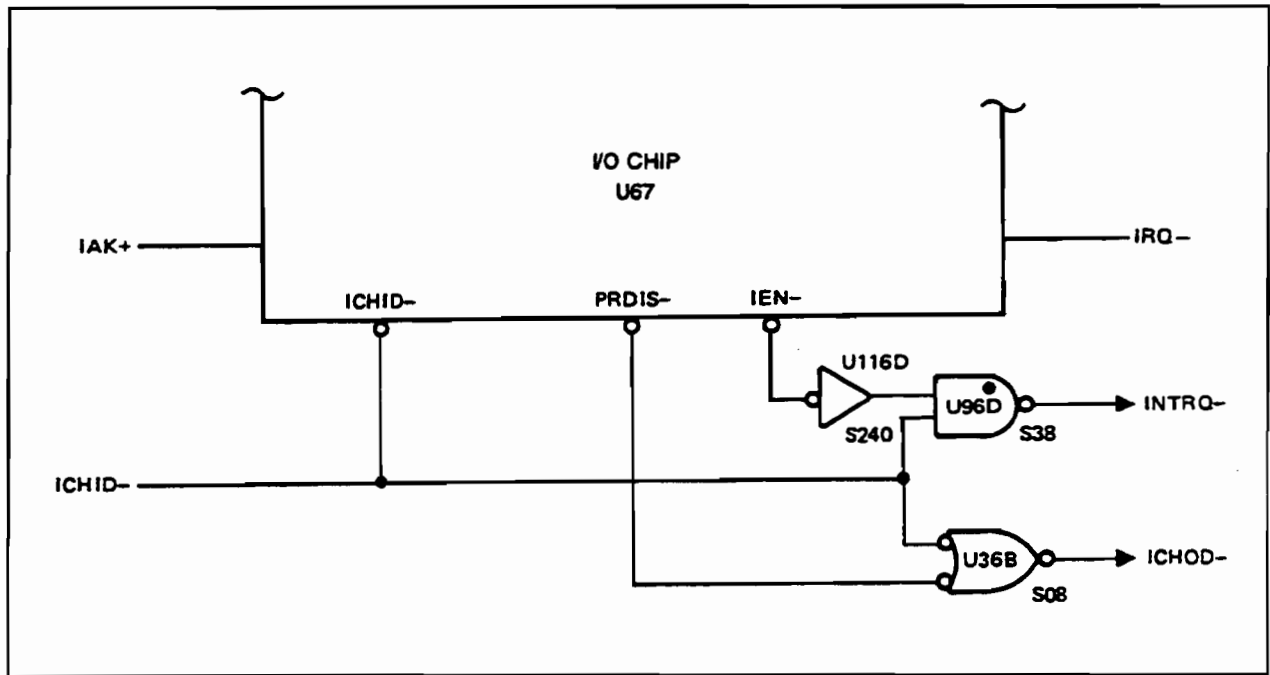 I/O CHIP
U67
IAK+
IRQ–
ICHID–
PRDIS–
IEN–
U116D
U96D
INTRQ–
S240
S38
ICHID–
U36B
ICHOD–
S08